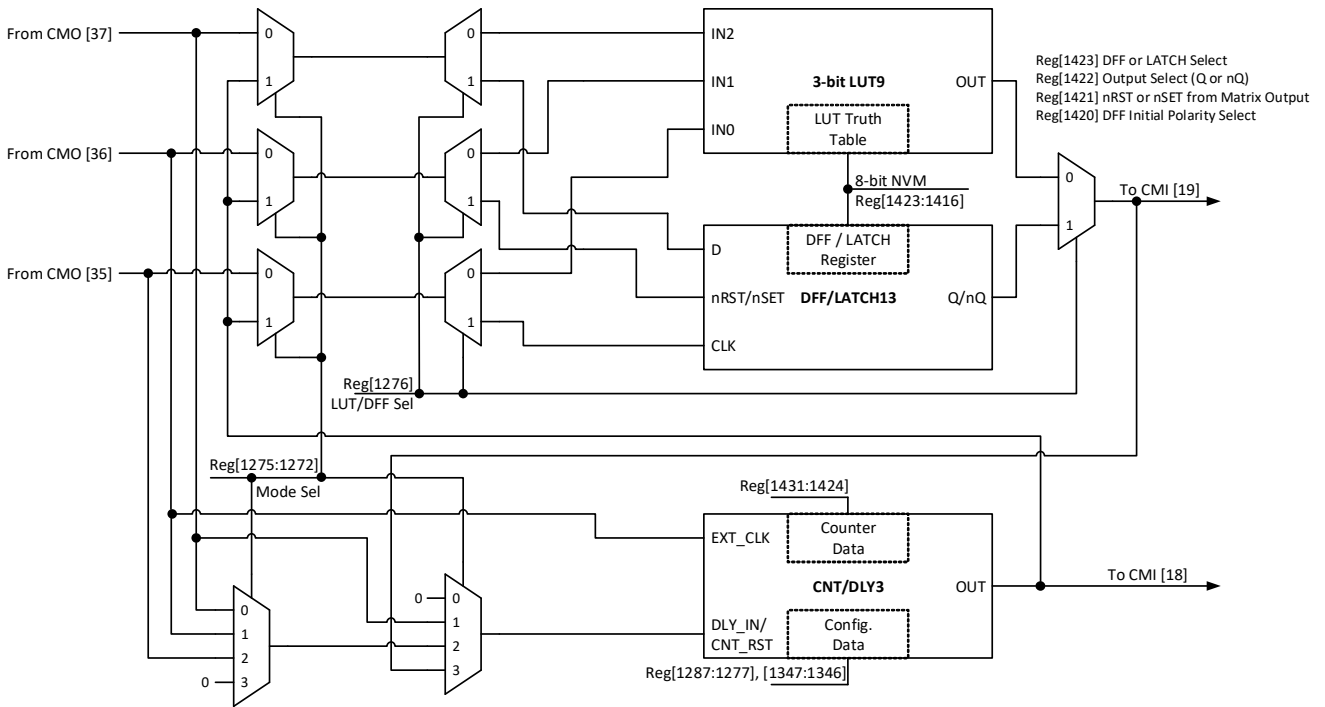 From CMO [37]
0
1
0
1
IN2
IN1
IN0
3-bit LUT9
OUT
LUT Truth
Table
Reg[1423] DFF or LATCH Select
Reg[1422] Output Select (Q or nQ)
Reg[1421] nRST or nSET from Matrix Output
Reg[1420] DFF Initial Polarity Select
From CMO [36]
0
1
0
1
8-bit NVM
Reg[1423:1416]
0
1
To CMI [19]
From CMO [35]
0
1
0
1
D
nRST/nSET
CLK
DFF / LATCH
Register
DFF/LATCH13
Q/nQ
Reg[1276]
LUT/DFF Sel
Reg[1275:1272]
Mode Sel
Reg[1431:1424]
EXT_CLK
Counter
Data
CNT/DLY3
OUT
To CMI [18]
DLY_IN/
CNT_RST
Config.
Data
Reg[1287:1277], [1347:1346]
0
1
2
0
3
0
0
1
2
3